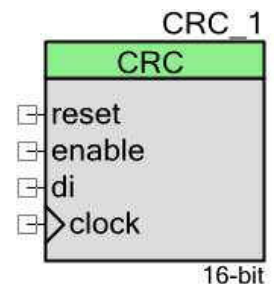 CRC_1
CRC
reset
enable
di
clock
16-bit